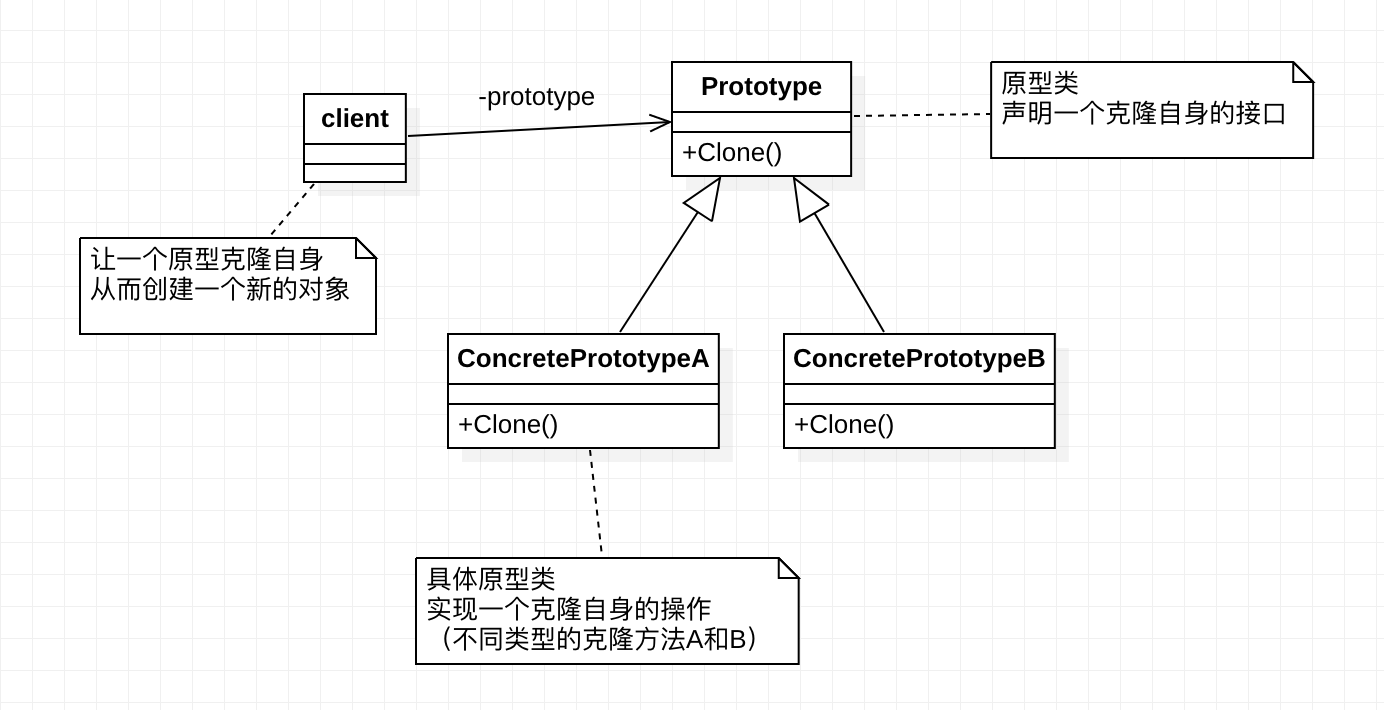 -prototype
Prototype
+Clone()
原型类
声明一个克隆自身的接口
client
让一个原型克隆自身
从而创建一个新的对象
ConcretePrototypeA
+Clone()
ConcretePrototypeB
+Clone()
具体原型类
实现一个克隆自身的操作
（不同类型的克隆方法A和B）